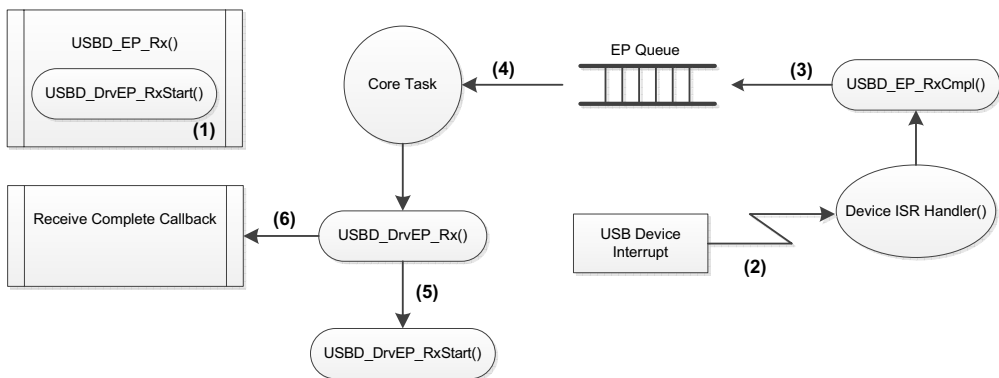 USBD_EP_Rx()
USBD_DrvEP_RxStart()
(1)
Core Task
(4)
EP Queue
(3)
USBD_EP_RxCmpl()
Receive Complete Callback
(6)
USBD_DrvEP_Rx()
USB Device
Interrupt
(2)
Device ISR Handler()
(5)
USBD_DrvEP_RxStart()